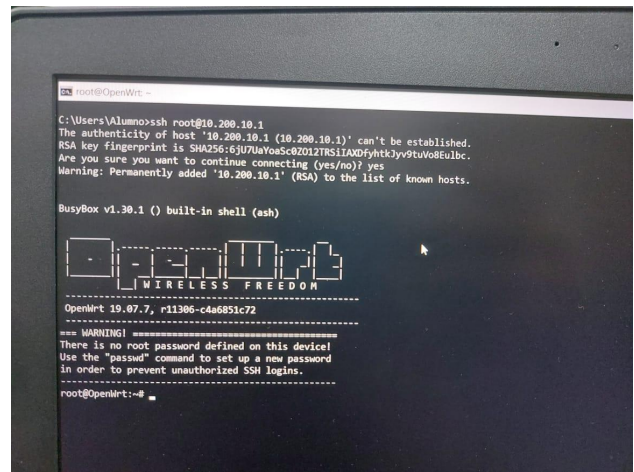 root@OpenWrt: ~
C:\Users\Alumno>ssh root@10.200.10.1
The authenticity of host '10.200.10.1 (10.200.10.1)' can't be established.
RSA key fingerprint is SHA256:6jU7UaYoaSc0ZO12TRSiIAXDfyhtkJyv9tuVo8Eulbc.
Are you sure you want to continue connecting (yes/no)? yes
Warning: Permanently added '10.200.10.1' (RSA) to the list of known hosts.
BusyBox v1.30.1 () built-in shell (ash)
OpenWrt
W I R E L E S S   F R E E D O M
OpenWrt 19.07.7, r11306-c4a6851c72
=== WARNING! =====================================
There is no root password defined on this device!
Use the "passwd" command to set up a new password
in order to prevent unauthorized SSH logins.
root@OpenWrt:~#